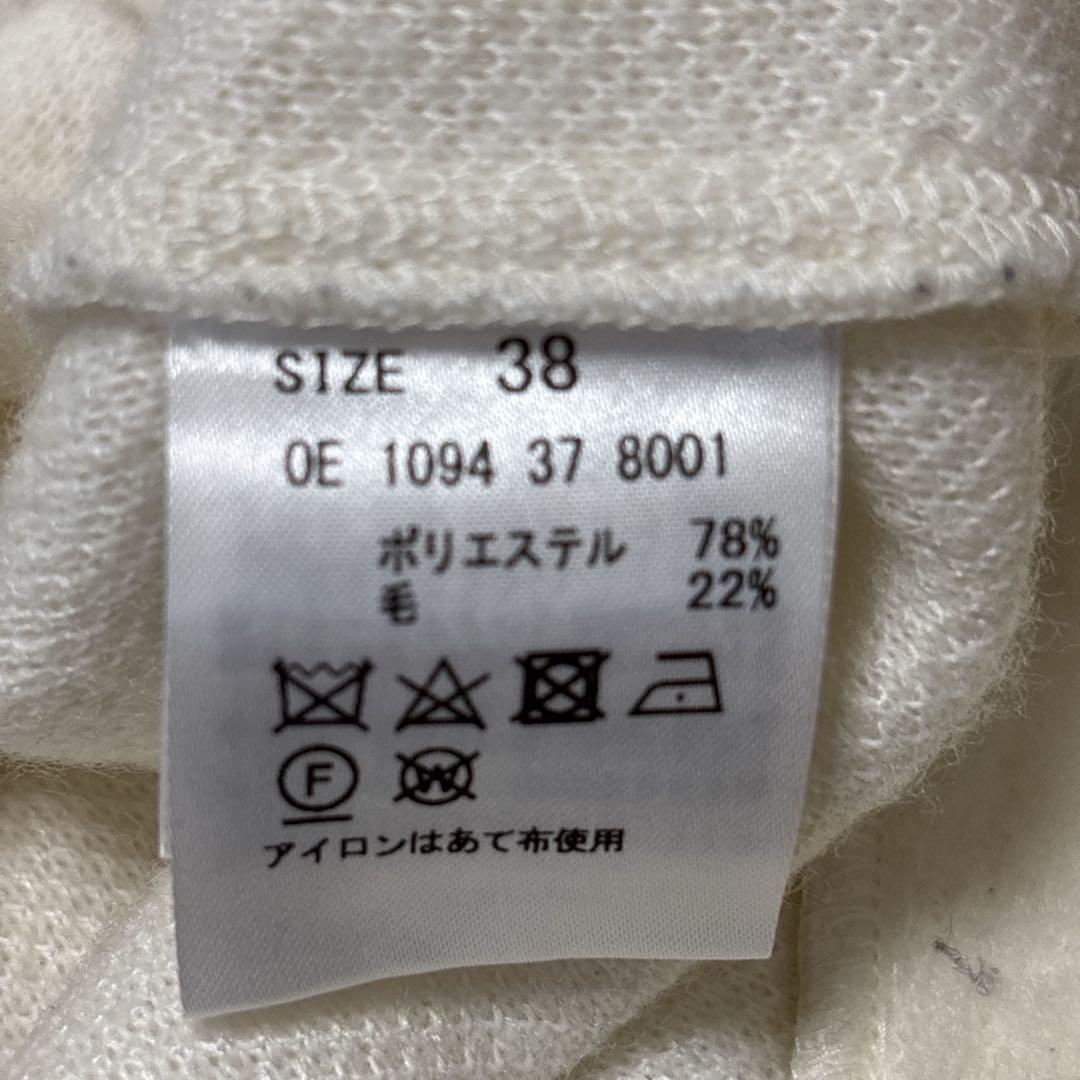 SIZE 38
0E 1094 37 8001
ポリエステル 78%
毛 22%
F W
アイロンはあて布使用